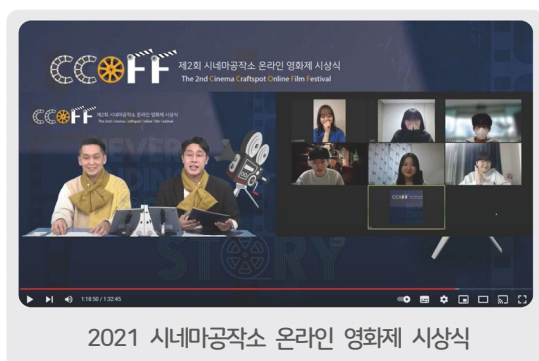 CCOFF 제2회 시네마공작소 온라인 영화제 시상식
The 2nd Cinema Craftspot Online Film Festival
CCOFF 제2회 시네마공작소 온라인 영화제 시상식
The 2nd Cinema Craftspot Online Film Festival
STORY
1:18:50 / 1:32:45
2021 시네마공작소 온라인 영화제 시상식